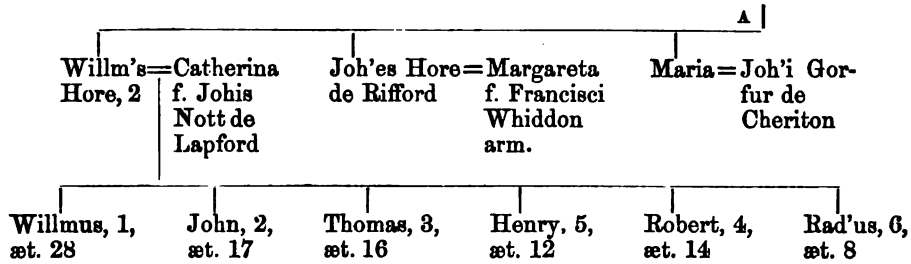 A
Willm's=Catherina
Hore, 2 f. Johis
Nott de
Lapford
Joh'es Hore=Margareta
de Rifford f. Francisci
Whiddon
arm.
Maria=Joh'i Gor-
fur de
Cheriton
Willmus, 1,
æt. 28
John, 2,
æt. 17
Thomas, 3,
æt. 16
Henry, 5,
æt. 12
Robert, 4,
æt. 14
Rad'us, 6,
æt. 8